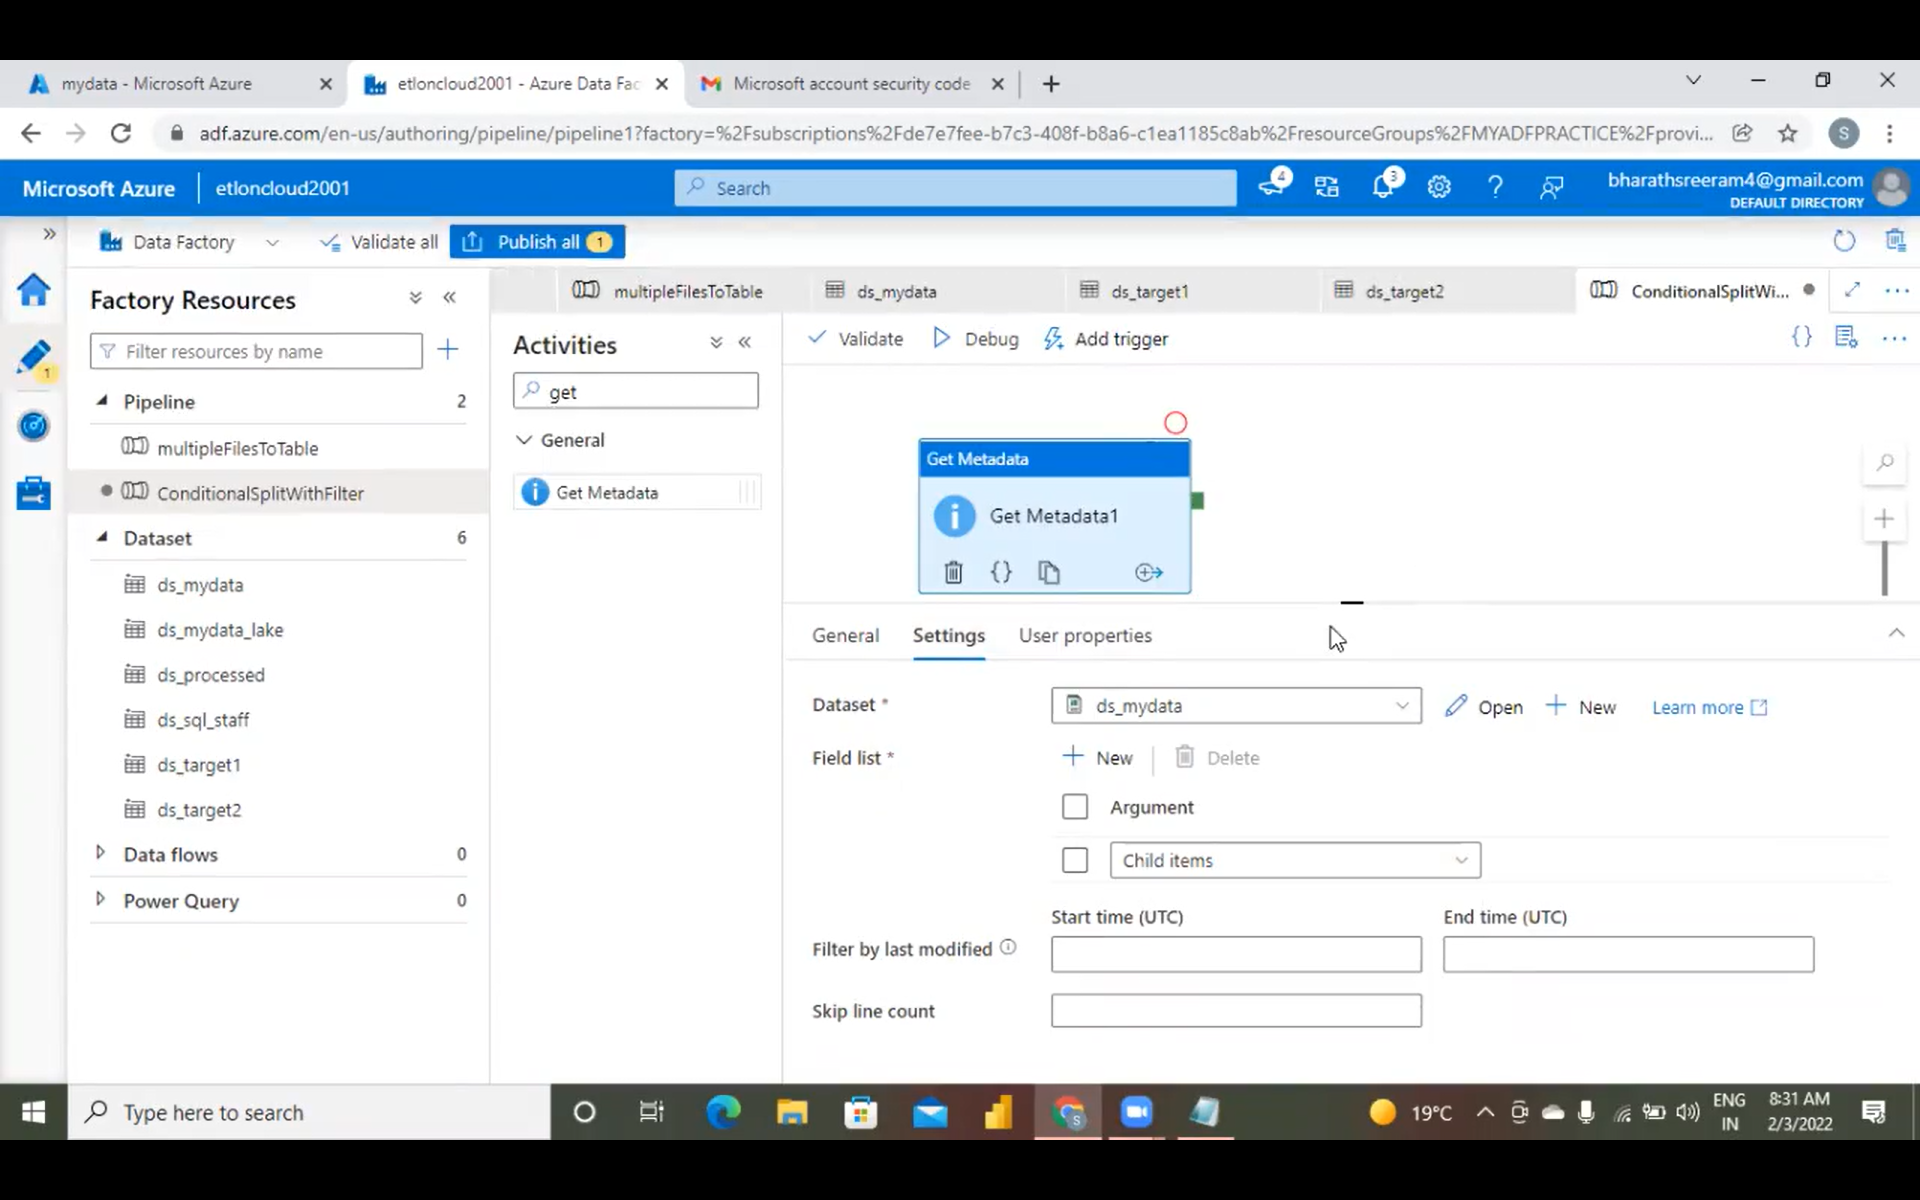 mydata - Microsoft Azure
etloncloud2001 - Azure Data Fac
Microsoft account security code
adf.azure.com/en-us/authoring/pipeline/pipeline1?factory=%2Fsubscriptions%2Fde7e7fee-b7c3-408f-b8a6-c1ea1185c8ab%2FresourceGroups%2FMYADFPRACTICE%2Fprovi...
S
Microsoft Azure
etloncloud2001
Search
4
3
bharathsreeram4@gmail.com
DEFAULT DIRECTORY
Data Factory
Validate all
Publish all 1
Factory Resources
Filter resources by name
1
Pipeline 2
multipleFilesToTable
ConditionalSplitWithFilter
Dataset 6
ds_mydata
ds_mydata_lake
ds_processed
ds_sql_staff
ds_target1
ds_target2
Data flows 0
Power Query 0
multipleFilesToTable
ds_mydata
ds_target1
ds_target2
ConditionalSplitWi...
Activities
get
General
Get Metadata
Validate
Debug
Add trigger
Get Metadata
Get Metadata1
General
Settings
User properties
Dataset *
ds_mydata
Open
New
Learn more
Field list *
New
Delete
Argument
Child items
Start time (UTC)
End time (UTC)
Filter by last modified
Skip line count
Type here to search
19°C
ENG
IN
8:31 AM
2/3/2022